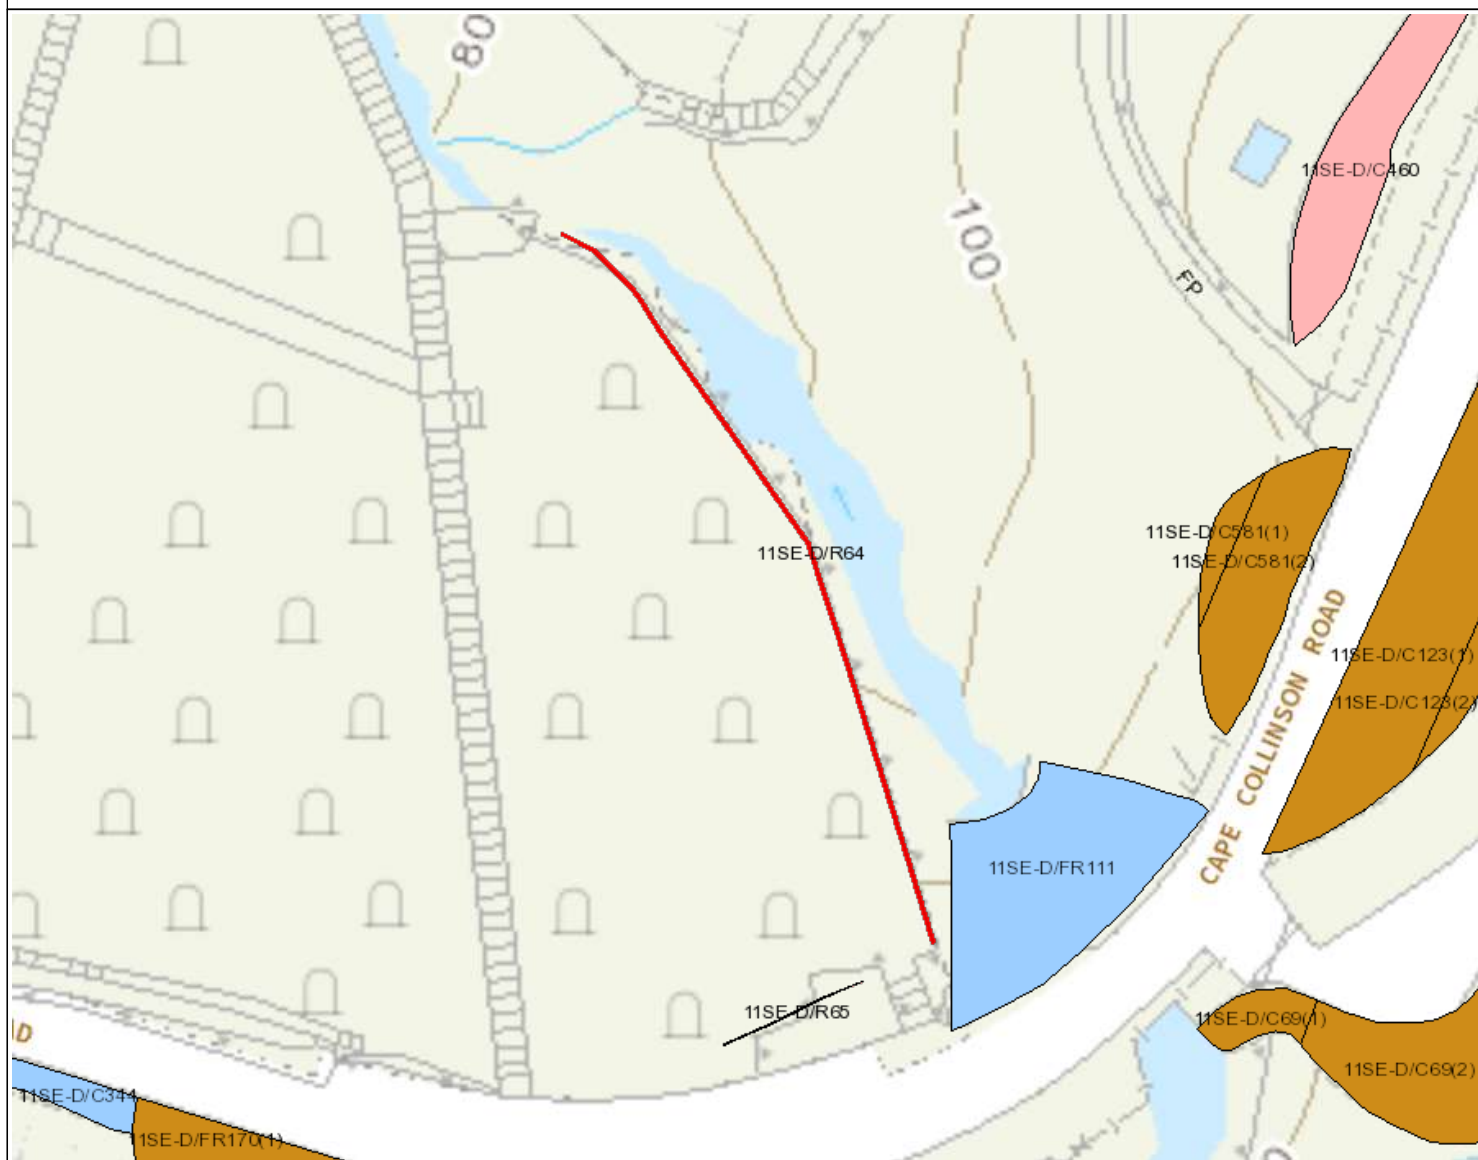 80
11SE-D/C460
100
FP
11SE-D/C581(1)
11SE-D/R64
11SE-D/C581(2)
11SE-D/C123(1)
11SE-D/C123(2)
CAPE COLLINSON ROAD
11SE-D/FR111
11SE-D/R65
11SE-D/C69(1)
11SE-D/C69(2)
11SE-D/C344
11SE-D/FR170(1)